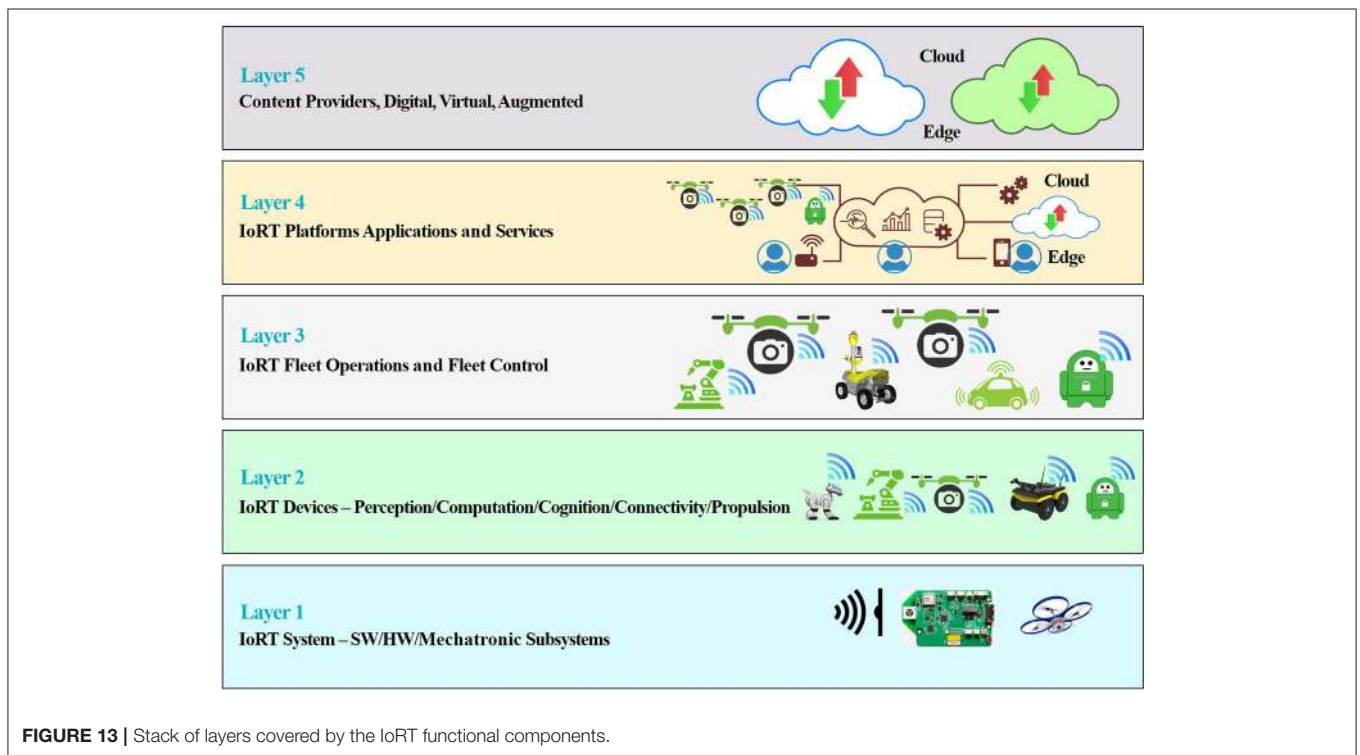 Layer 5
Content Providers, Digital, Virtual, Augmented
Cloud
Edge
Layer 4
IoRT Platforms Applications and Services
Cloud
Edge
Layer 3
IoRT Fleet Operations and Fleet Control
Layer 2
IoRT Devices – Perception/Computation/Cognition/Connectivity/Propulsion
Layer 1
IoRT System – SW/HW/Mechatronic Subsystems
FIGURE 13 | Stack of layers covered by the IoRT functional components.